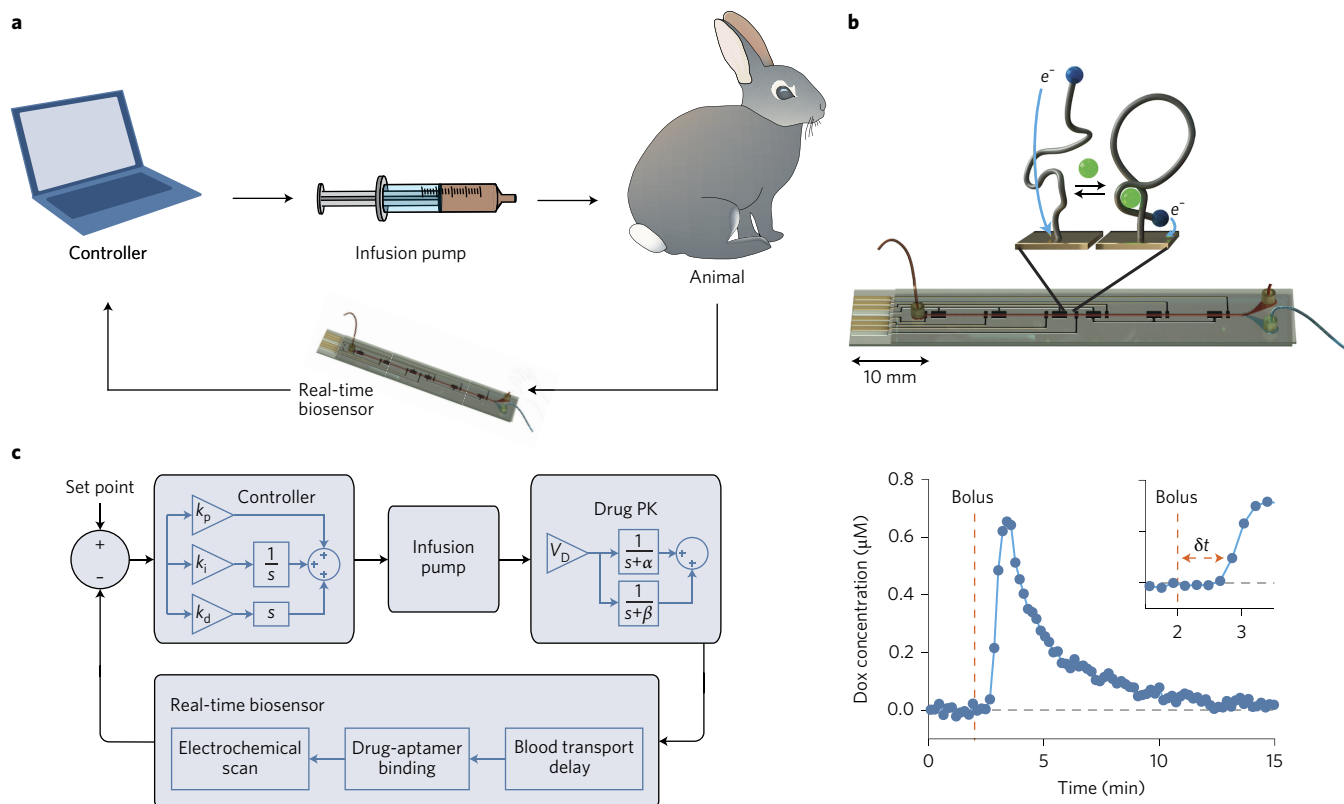 a
Controller
Infusion pump
Animal
Real-time
biosensor
b
e⁻
e⁻
10 mm
c
Set point
+
−
Controller
kₚ
kᵢ
1
s
k_d
s
+
+
+
Infusion
pump
Drug PK
V_D
1
s+α
1
s+β
+
+
Real-time biosensor
Electrochemical
scan
Drug-aptamer
binding
Blood transport
delay
Dox concentration (μM)
0.8
0.6
0.4
0.2
0.0
Bolus
0
5
10
15
Time (min)
Bolus
δt
2
3